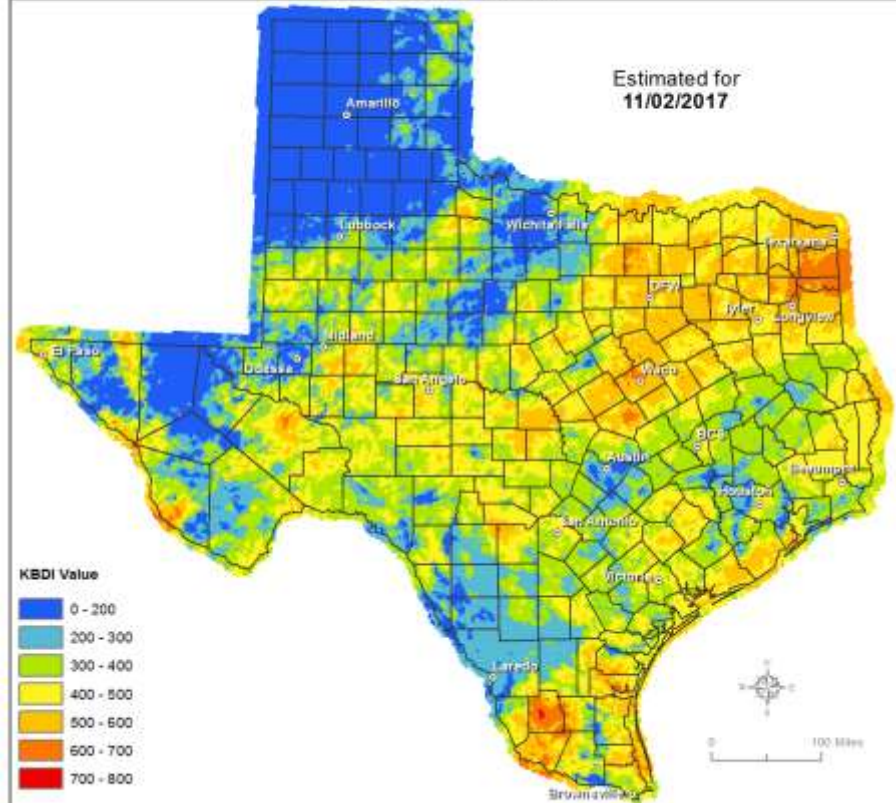 Estimated for
11/02/2017
Amarillo
Lubbock
Wichita Falls
Texarkana
DFW
Tyler
Longview
El Paso
Midland
Odessa
San Angelo
Waco
BCS
Austin
Beaumont
Houston
San Antonio
Victoria
Laredo
Brownsville
KBDI Value
0 - 200
200 - 300
300 - 400
400 - 500
500 - 600
600 - 700
700 - 800
0 100 Miles